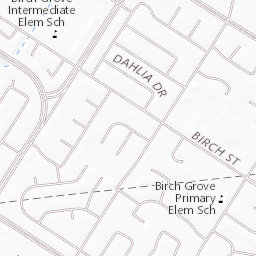 Birch Grove
Intermediate
Elem Sch
DAHLIA DR
BIRCH ST
Birch Grove
Primary
Elem Sch